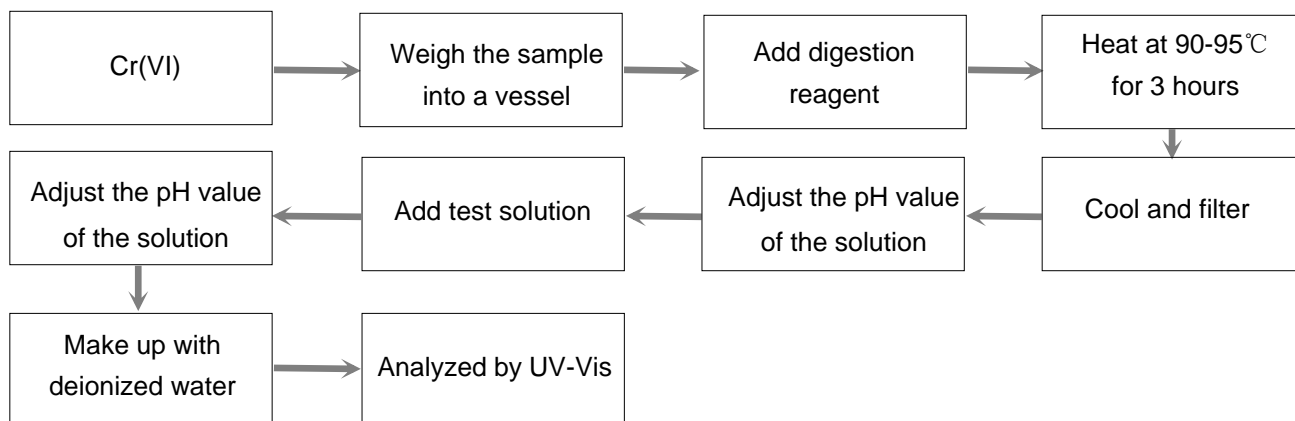 Cr(VI)
Weigh the sample
into a vessel
Add digestion
reagent
Heat at 90-95℃
for 3 hours
Cool and filter
Adjust the pH value
of the solution
Add test solution
Adjust the pH value
of the solution
Make up with
deionized water
Analyzed by UV-Vis